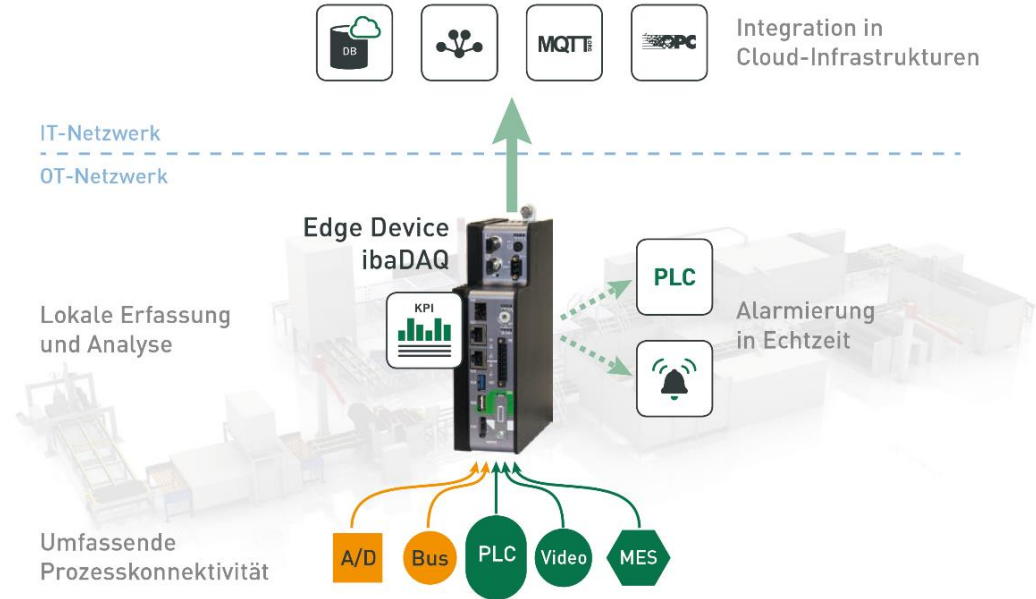 DB
MQTT
.ORG
OPC
Integration in
Cloud-Infrastrukturen
IT-Netzwerk
OT-Netzwerk
Edge Device
ibaDAQ
KPI
Lokale Erfassung
und Analyse
PLC
Alarmierung
in Echtzeit
Umfassende
Prozesskonnektivität
A/D
Bus
PLC
Video
MES